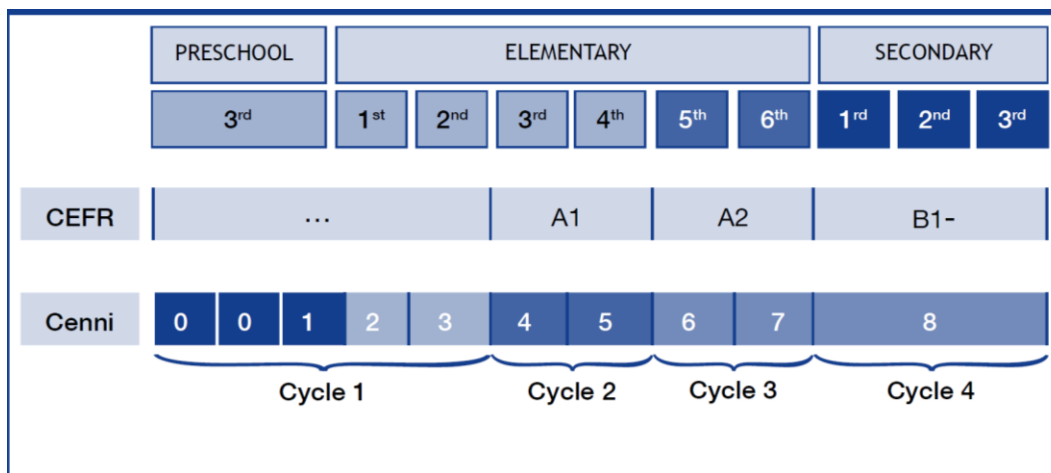 PRESCHOOL ELEMENTARY SECONDARY
3rd 1st 2nd 3rd 4th 5th 6th 1rd 2nd 3rd
CEFR ... A1 A2 B1-
Cenni 0 0 1 2 3 4 5 6 7 8
Cycle 1 Cycle 2 Cycle 3 Cycle 4